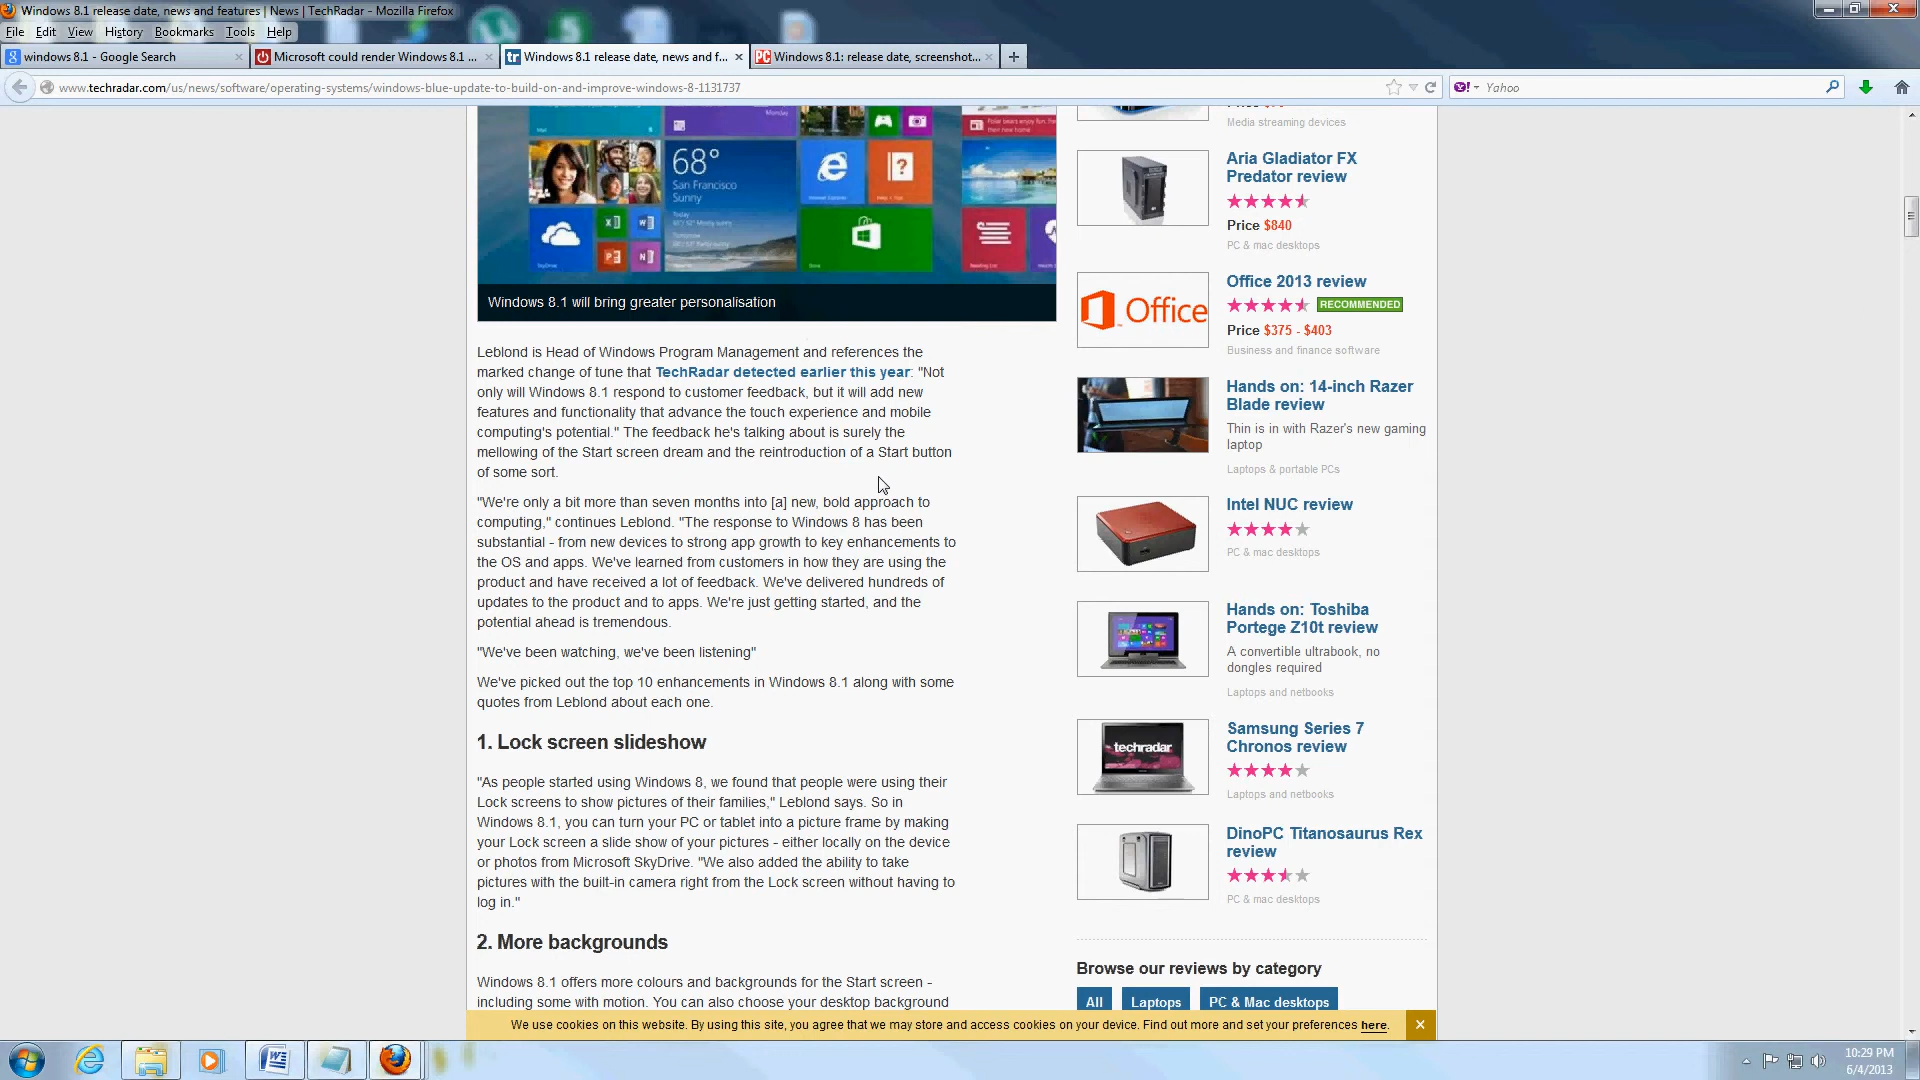 Windows 8.1 release date, news and features | News | TechRadar - Mozilla Firefox
File Edit View History Bookmarks Tools Help
windows 8.1 - Google Search
Microsoft could render Windows 8.1 ...
Windows 8.1 release date, news and f...
Windows 8.1: release date, screenshot...
www.techradar.com/us/news/software/operating-systems/windows-blue-update-to-build-on-and-improve-windows-8-1131737
Yahoo
Monday
68°
San Francisco
Sunny
Today
Internet Explorer
Help + Tips
SkyDrive
Store
Reading List
Windows 8.1 will bring greater personalisation
Leblond is Head of Windows Program Management and references the
marked change of tune that TechRadar detected earlier this year: "Not
only will Windows 8.1 respond to customer feedback, but it will add new
features and functionality that advance the touch experience and mobile
computing's potential." The feedback he's talking about is surely the
mellowing of the Start screen dream and the reintroduction of a Start button
of some sort.
"We're only a bit more than seven months into [a] new, bold approach to
computing," continues Leblond. "The response to Windows 8 has been
substantial - from new devices to strong app growth to key enhancements to
the OS and apps. We've learned from customers in how they are using the
product and have received a lot of feedback. We've delivered hundreds of
updates to the product and to apps. We're just getting started, and the
potential ahead is tremendous.
"We've been watching, we've been listening"
We've picked out the top 10 enhancements in Windows 8.1 along with some
quotes from Leblond about each one.
1. Lock screen slideshow
"As people started using Windows 8, we found that people were using their
Lock screens to show pictures of their families," Leblond says. So in
Windows 8.1, you can turn your PC or tablet into a picture frame by making
your Lock screen a slide show of your pictures - either locally on the device
or photos from Microsoft SkyDrive. "We also added the ability to take
pictures with the built-in camera right from the Lock screen without having to
log in."
2. More backgrounds
Windows 8.1 offers more colours and backgrounds for the Start screen -
including some with motion. You can also choose your desktop background
Media streaming devices
Aria Gladiator FX
Predator review
Price $840
PC & mac desktops
Office
Office 2013 review
RECOMMENDED
Price $375 - $403
Business and finance software
Hands on: 14-inch Razer
Blade review
Thin is in with Razer's new gaming
laptop
Laptops & portable PCs
Intel NUC review
PC & mac desktops
Hands on: Toshiba
Portege Z10t review
A convertible ultrabook, no
dongles required
Laptops and netbooks
techradar
Samsung Series 7
Chronos review
Laptops and netbooks
DinoPC Titanosaurus Rex
review
PC & mac desktops
Browse our reviews by category
All Laptops PC & Mac desktops
We use cookies on this website. By using this site, you agree that we may store and access cookies on your device. Find out more and set your preferences here.
10:29 PM
6/4/2013